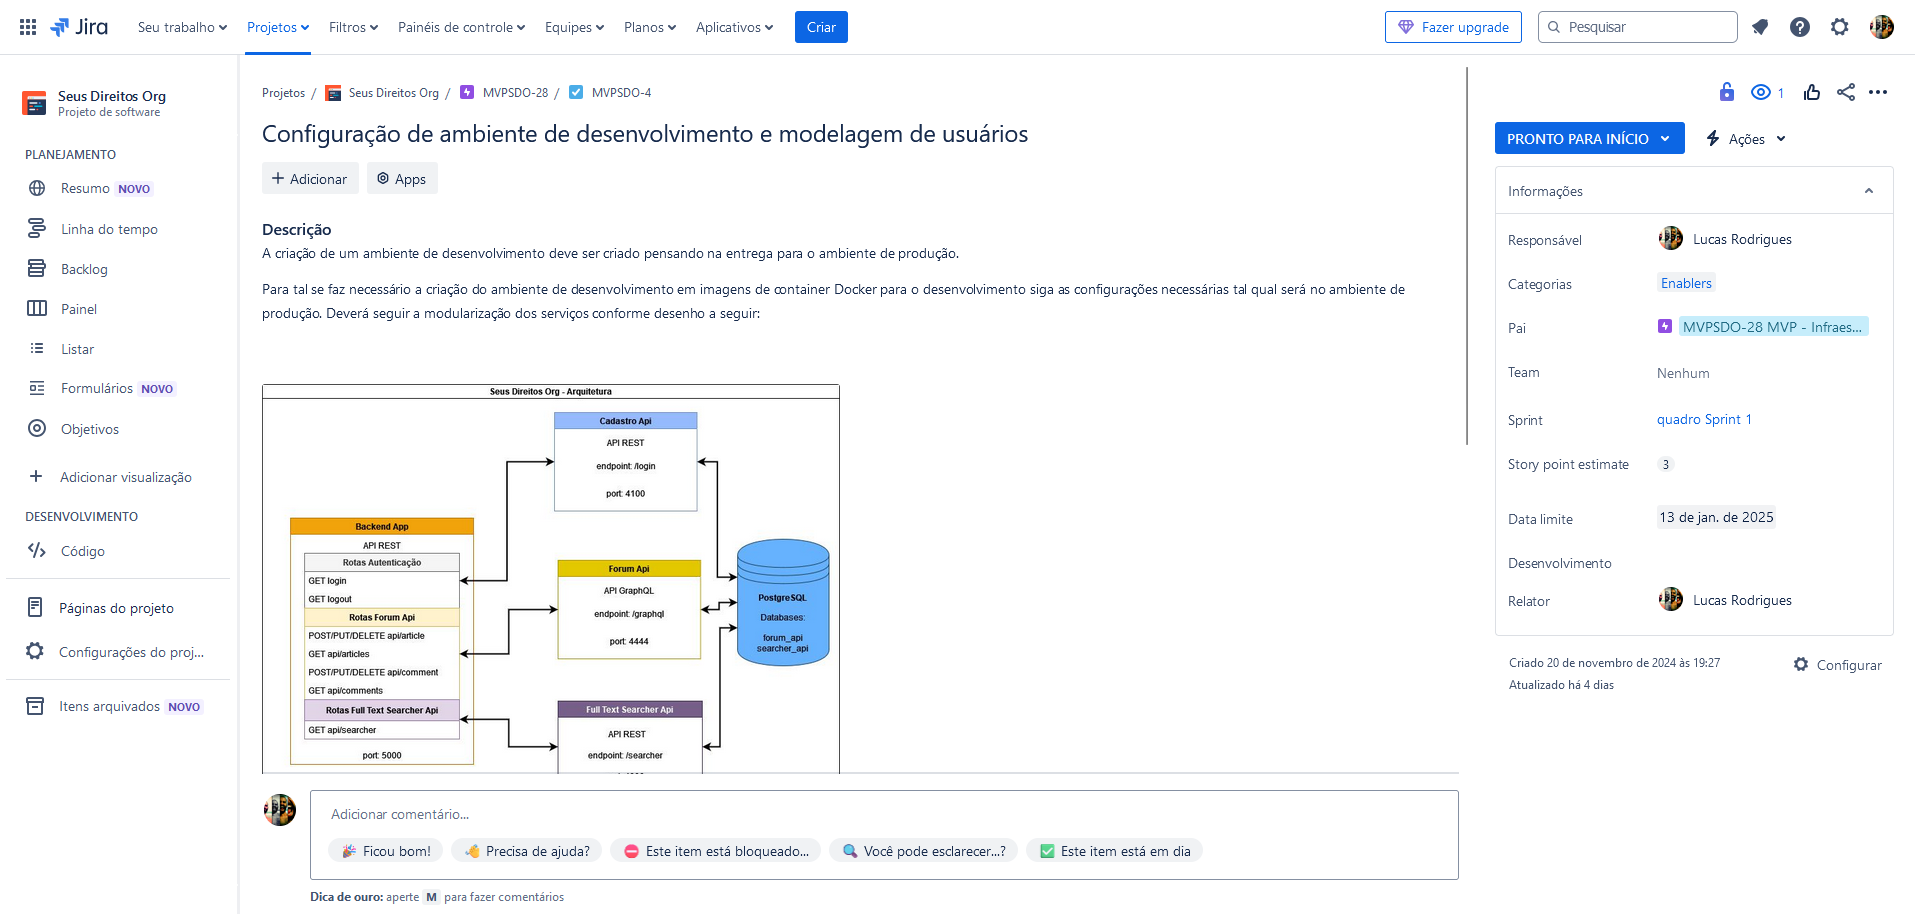 Jira
Seu trabalho
Projetos
Filtros
Painéis de controle
Equipes
Planos
Aplicativos
Criar
Fazer upgrade
Pesquisar
Seus Direitos Org
Projeto de software
PLANEJAMENTO
Resumo NOVO
Linha do tempo
Backlog
Painel
Listar
Formulários NOVO
Objetivos
Adicionar visualização
DESENVOLVIMENTO
Código
Páginas do projeto
Configurações do proj...
Itens arquivados NOVO
Projetos / Seus Direitos Org / MVPSDO-28 / MVPSDO-4
Configuração de ambiente de desenvolvimento e modelagem de usuários
Adicionar
Apps
Descrição
A criação de um ambiente de desenvolvimento deve ser criado pensando na entrega para o ambiente de produção.
Para tal se faz necessário a criação do ambiente de desenvolvimento em imagens de container Docker para o desenvolvimento siga as configurações necessárias tal qual será no ambiente de
produção. Deverá seguir a modularização dos serviços conforme desenho a seguir:
Seus Direitos Org - Arquitetura
Cadastro Api
API REST
endpoint: /login
port: 4100
Backend App
API REST
Rotas Autenticação
GET login
GET logout
Rotas Forum Api
POST/PUT/DELETE api/article
GET api/articles
POST/PUT/DELETE api/comment
GET api/comments
Rotas Full Text Searcher Api
GET api/searcher
port: 5000
Forum Api
API GraphQL
endpoint: /graphql
port: 4444
PostgreSQL
Databases:
forum_api
searcher_api
Full Text Searcher Api
API REST
endpoint: /searcher
Adicionar comentário...
Ficou bom!
Precisa de ajuda?
Este item está bloqueado...
Você pode esclarecer...?
Este item está em dia
Dica de ouro: aperte M para fazer comentários
1
PRONTO PARA INÍCIO
Ações
Informações
Responsável Lucas Rodrigues
Categorias Enablers
Pai MVPSDO-28 MVP - Infraes...
Team Nenhum
Sprint quadro Sprint 1
Story point estimate 3
Data limite 13 de jan. de 2025
Desenvolvimento
Relator Lucas Rodrigues
Criado 20 de novembro de 2024 às 19:27
Atualizado há 4 dias
Configurar